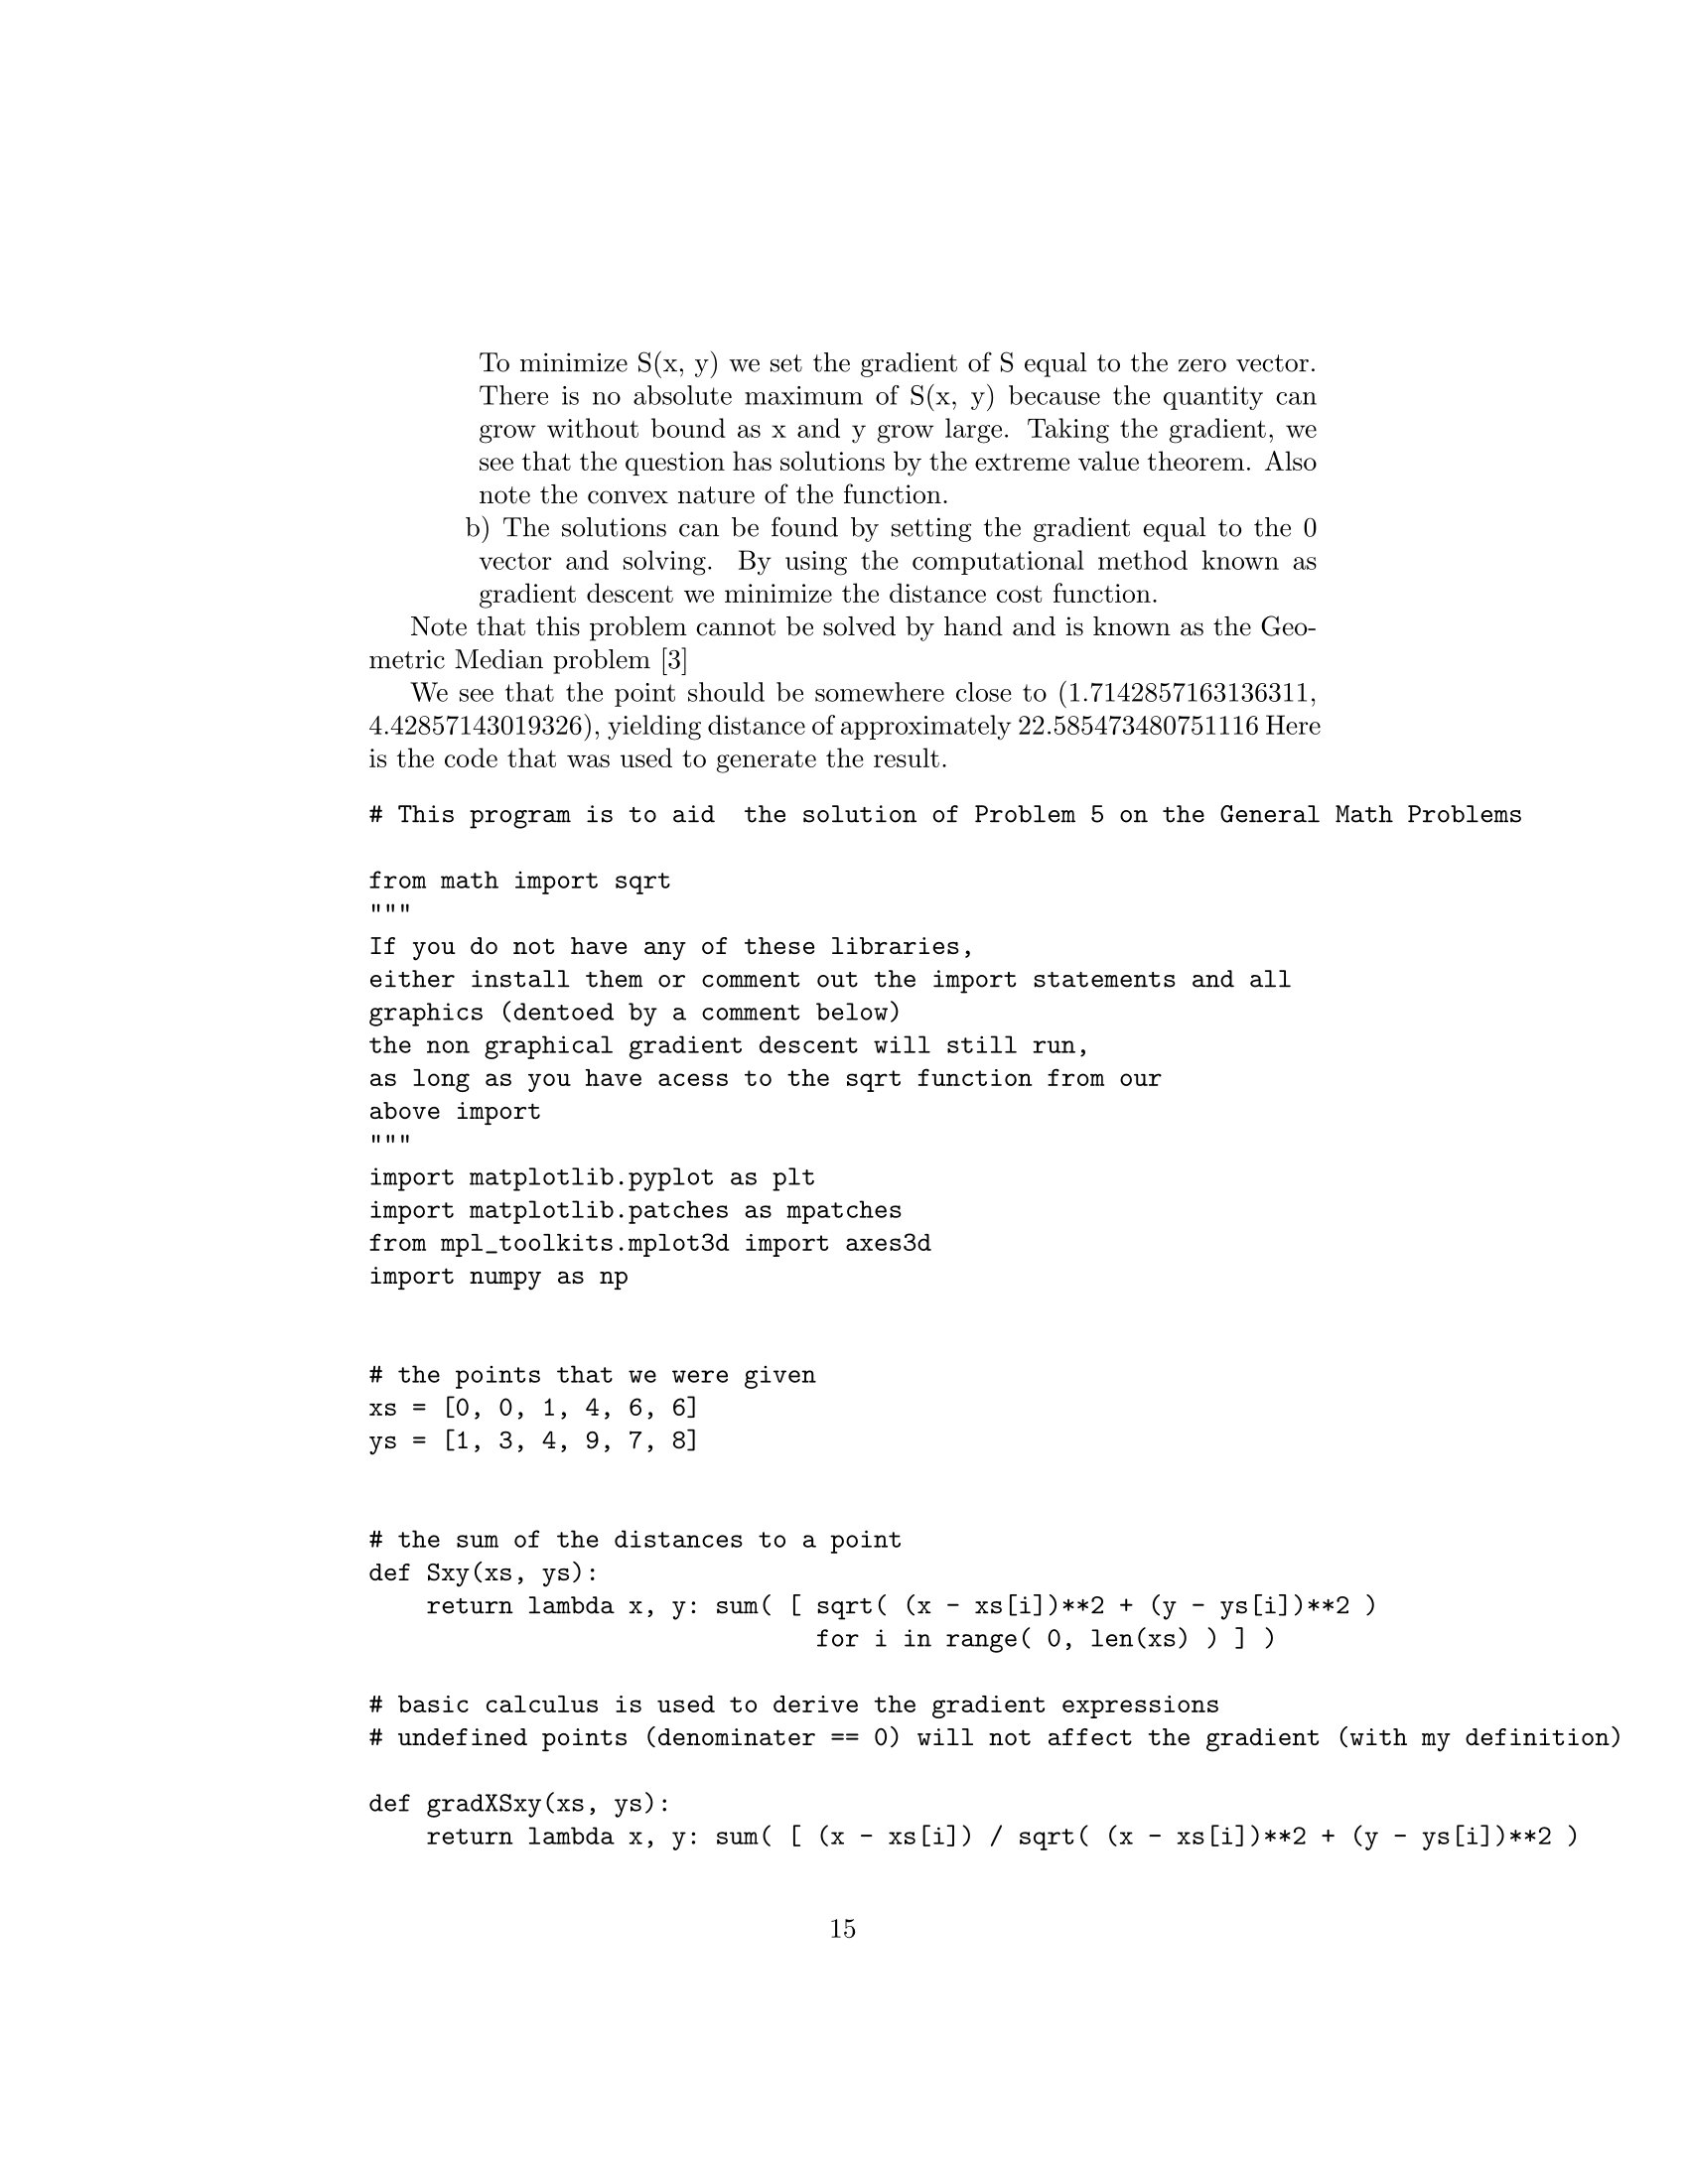 To minimize S(x, y) we set the gradient of S equal to the zero vector.
There is no absolute maximum of S(x, y) because the quantity can
grow without bound as x and y grow large. Taking the gradient, we
see that the question has solutions by the extreme value theorem. Also
note the convex nature of the function.
b) The solutions can be found by setting the gradient equal to the 0
vector and solving. By using the computational method known as
gradient descent we minimize the distance cost function.
Note that this problem cannot be solved by hand and is known as the Geo-
metric Median problem [3]
We see that the point should be somewhere close to (1.7142857163136311,
4.42857143019326), yielding distance of approximately 22.585473480751116 Here
is the code that was used to generate the result.
# This program is to aid  the solution of Problem 5 on the General Math Problems
from math import sqrt
"""
If you do not have any of these libraries,
either install them or comment out the import statements and all
graphics (dentoed by a comment below)
the non graphical gradient descent will still run,
as long as you have acess to the sqrt function from our
above import
"""
import matplotlib.pyplot as plt
import matplotlib.patches as mpatches
from mpl_toolkits.mplot3d import axes3d
import numpy as np
# the points that we were given
xs = [0, 0, 1, 4, 6, 6]
ys = [1, 3, 4, 9, 7, 8]
# the sum of the distances to a point
def Sxy(xs, ys):
    return lambda x, y: sum( [ sqrt( (x - xs[i])**2 + (y - ys[i])**2 )
                               for i in range( 0, len(xs) ) ] )
# basic calculus is used to derive the gradient expressions
# undefined points (denominater == 0) will not affect the gradient (with my definition)
def gradXSxy(xs, ys):
    return lambda x, y: sum( [ (x - xs[i]) / sqrt( (x - xs[i])**2 + (y - ys[i])**2 )
15